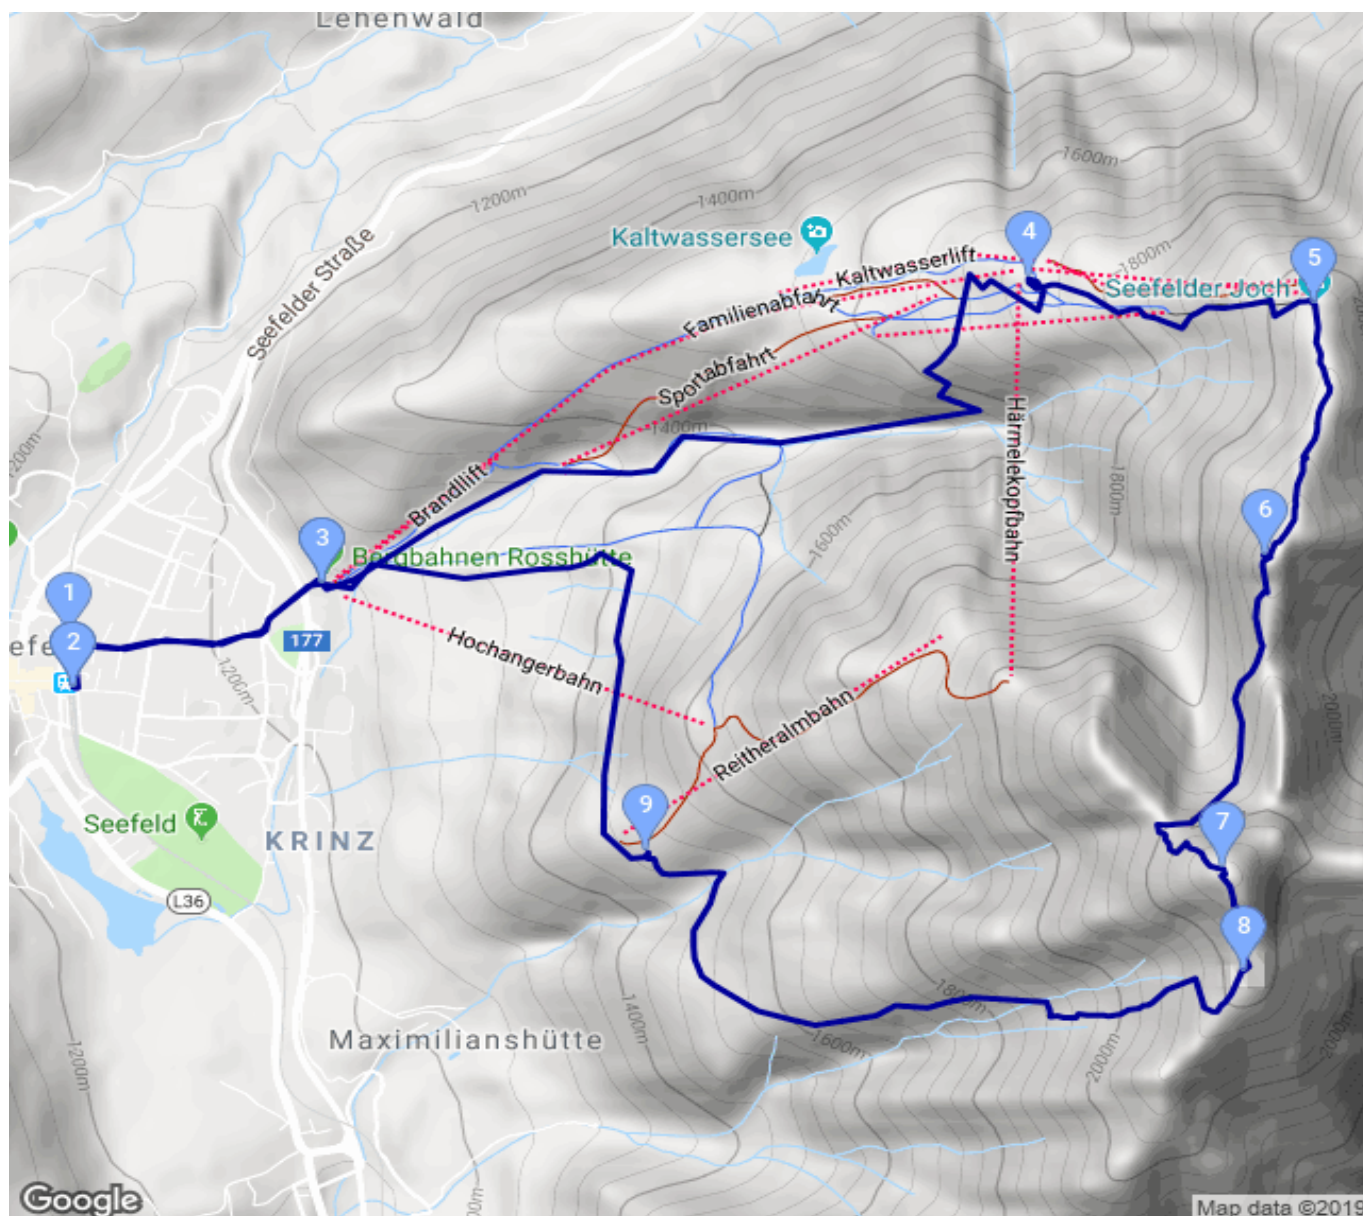 Lehenwald
1600m
1200m
1400m
Seefelder Straße
Kaltwassersee
4
Kaltwasserlift
1800m
5
Seefelder Joch
Familienabfahrt
Sportabfahrt
1400m
Härmelekopfbahn
1200m
Brandllift
1800m
6
3
Bergbahnen Rosshütte
1600m
1
2
177
Hochangerbahn
1200m
Reitheralmbahn
2000m
9
7
Seefeld
KRINZ
L36
8
1800m
1400m
Maximilianshütte
1600m
2000m
2000m
1200m
Google
Map data ©2019